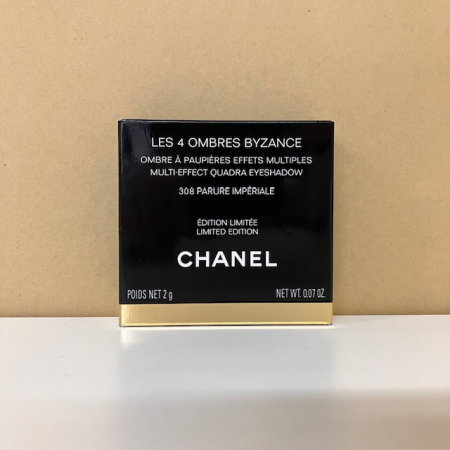 LES 4 OMBRES BYZANCE
OMBRE À PAUPIÈRES EFFETS MULTIPLES
MULTI-EFFECT QUADRA EYESHADOW
308 PARURE IMPÉRIALE
ÉDITION LIMITÉE
LIMITED EDITION
CHANEL
POIDS NET 2 g NET WT. 0.07 OZ.